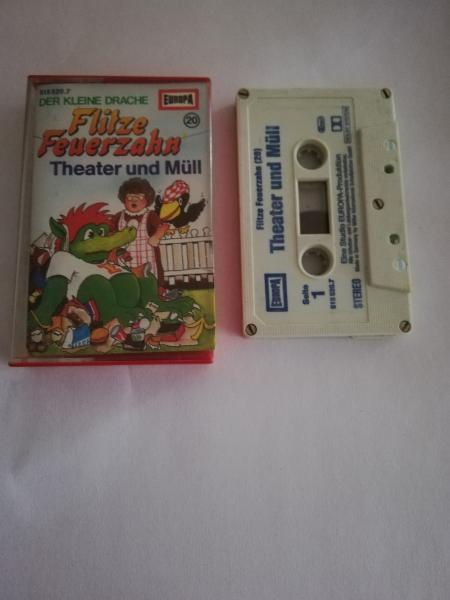 515 520.7
DER KLEINE DRACHE
EUROPA
Flitze
Feuerzahn
20
Theater und Müll
EUROPA
Flitze Feuerzahn (20)
Theater und Müll
Seite
1
515 520.7
STEREO
Eine Studio EUROPA-Produktion